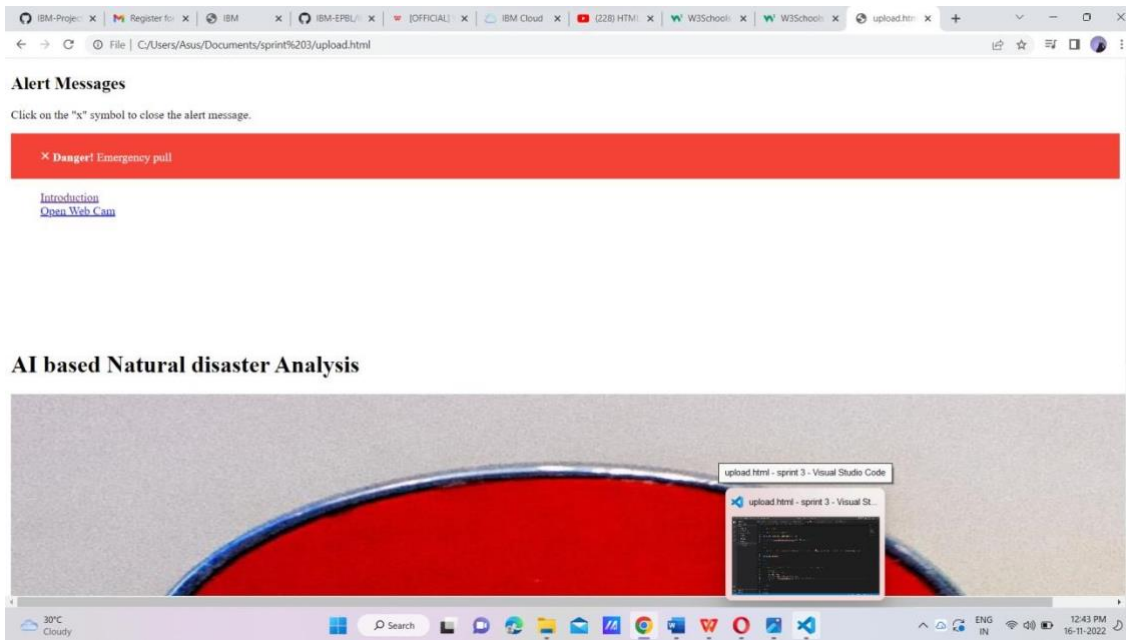 IBM-Projec
Register fo
IBM
IBM-EPBL/
[OFFICIAL]
IBM Cloud
(228) HTML
W3Schools
W3Schools
upload.htm
File | C:/Users/Asus/Documents/sprint%203/upload.html
Alert Messages
Click on the "x" symbol to close the alert message.
× Danger! Emergency pull
Introduction
Open Web Cam
AI based Natural disaster Analysis
upload.html - sprint 3 - Visual Studio Code
upload.html - sprint 3 - Visual St...
30°C
Cloudy
Search
ENG
IN
12:43 PM
16-11-2022